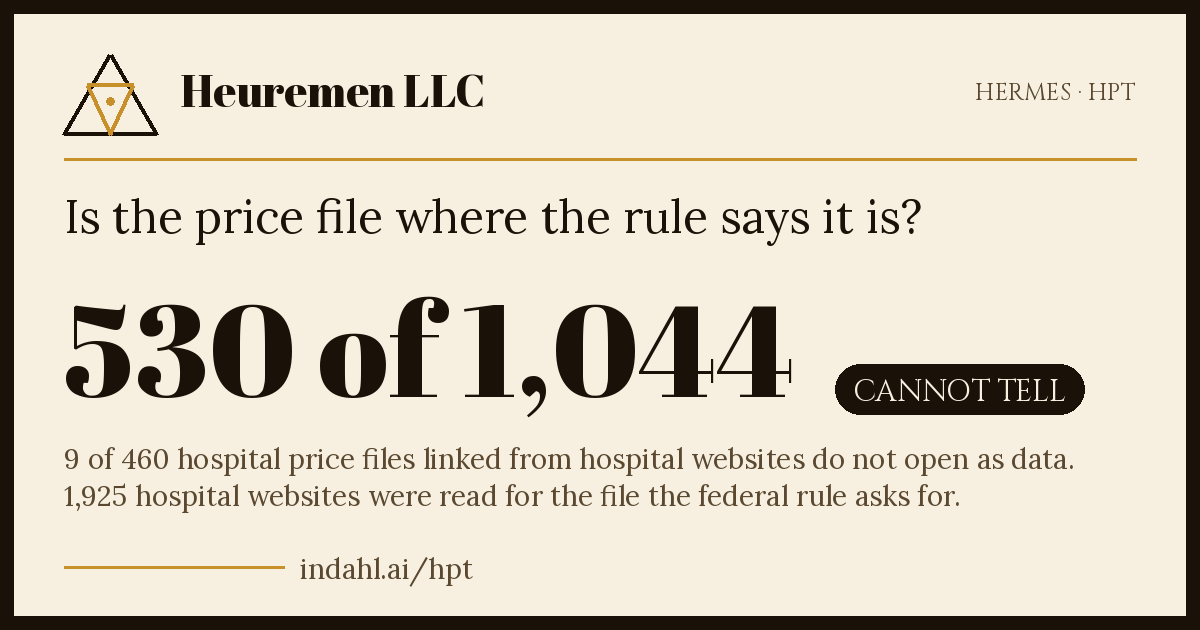 Heuremen LLC
HERMES · HPT
Is the price file where the rule says it is?
530 of 1,044
CANNOT TELL
9 of 460 hospital price files linked from hospital websites do not open as data.
1,925 hospital websites were read for the file the federal rule asks for.
indahl.ai/hpt